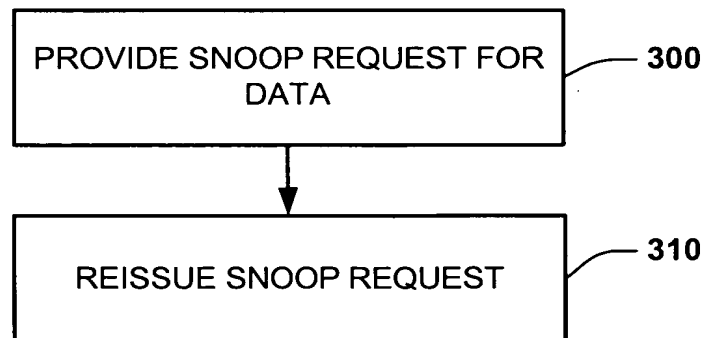 PROVIDE SNOOP REQUEST FOR
DATA
300
REISSUE SNOOP REQUEST
310